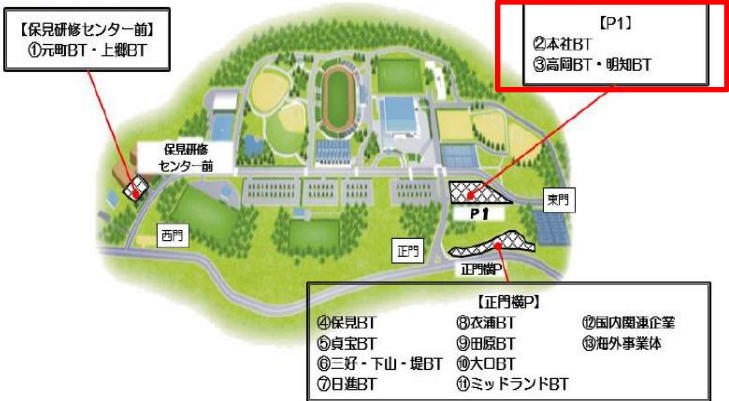 【保見研修センター前】
①元町BT・上郷BT
【P1】
②本社BT
③高岡BT・明知BT
保見研修
センター前
P1
東門
西門
正門
正門横P
【正門横P】
④保見BT ⑧衣浦BT ⑫国内関連企業
⑤貞宝BT ⑨田原BT ⑬海外事業体
⑥三好・下山・堤BT ⑩大口BT
⑦日進BT ⑪ミッドランドBT